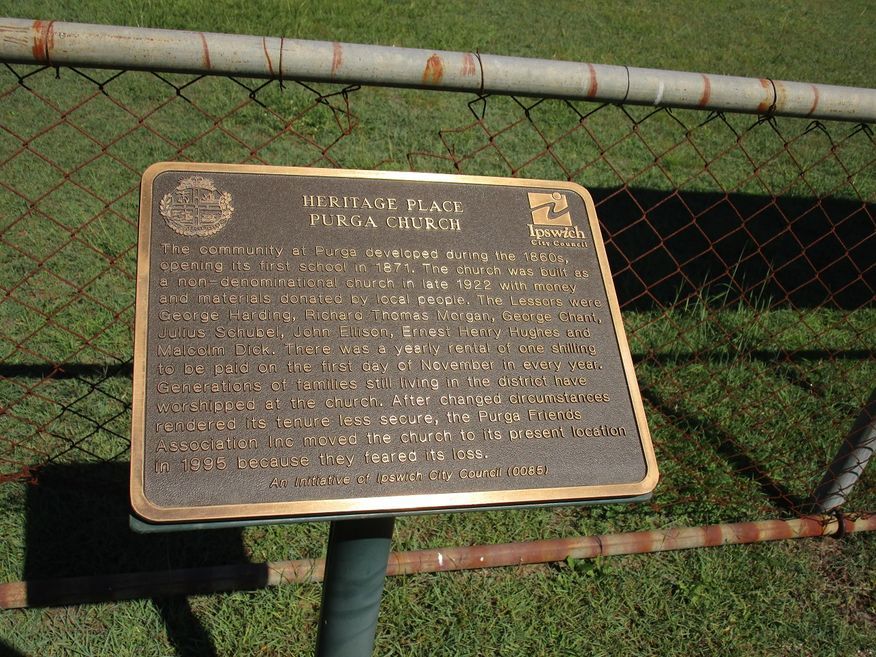 HERITAGE PLACE
PURGA CHURCH
Ipswich
City Council
The community at Purga developed during the 1860s,
opening its first school in 1871. The church was built as
a non-denominational church in late 1922 with money
and materials donated by local people. The Lessors were
George Harding, Richard Thomas Morgan, George Chant,
Julius Schubel, John Ellison, Ernest Henry Hughes and
Malcolm Dick. There was a yearly rental of one shilling
to be paid on the first day of November in every year.
Generations of families still living in the district have
worshipped at the church. After changed circumstances
rendered its tenure less secure, the Purga Friends
Association Inc moved the church to its present location
in 1995 because they feared its loss.
An Initiative of Ipswich City Council (0085)